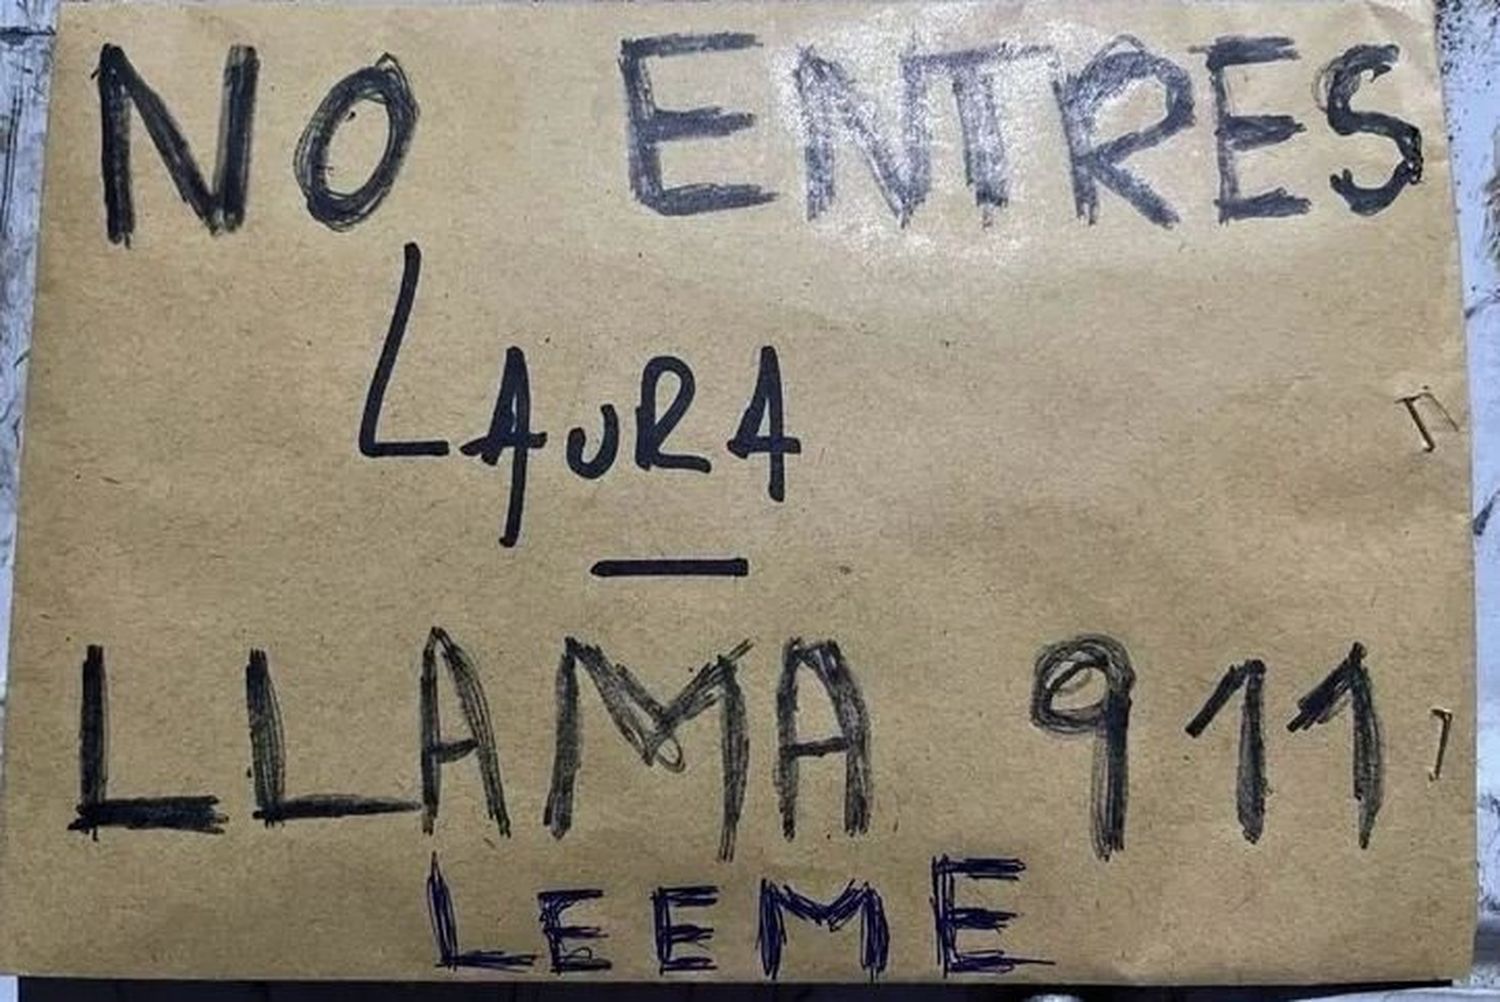 NO ENTRES
LAURA
—
LLAMA 911
LEEME